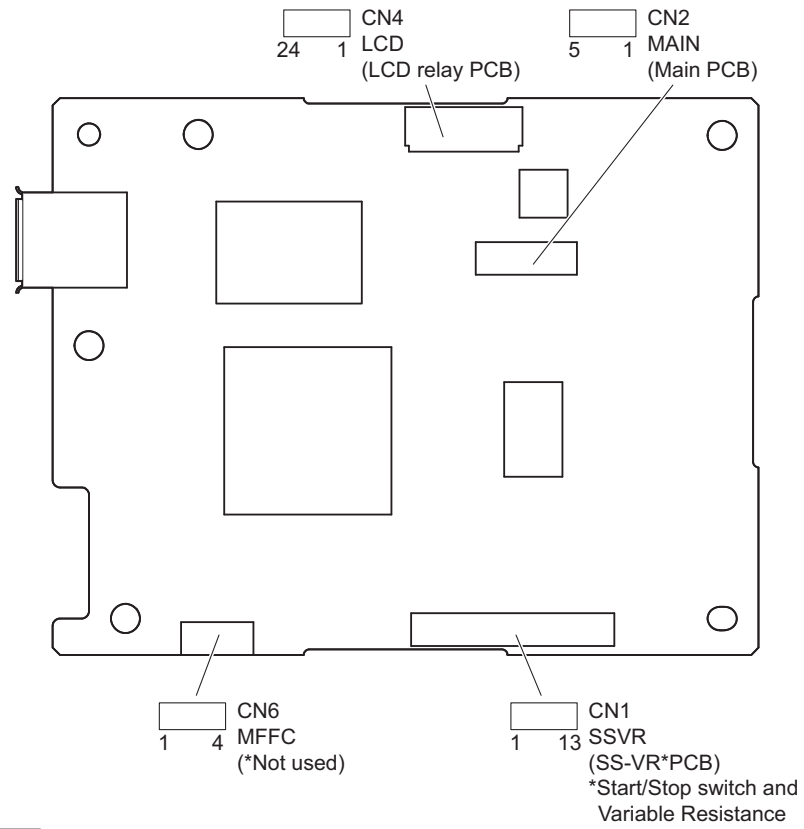 CN4
24 1 LCD
(LCD relay PCB)
CN2
5 1 MAIN
(Main PCB)
CN6
1 4 MFFC
(*Not used)
CN1
1 13 SSVR
(SS-VR*PCB)
*Start/Stop switch and
Variable Resistance